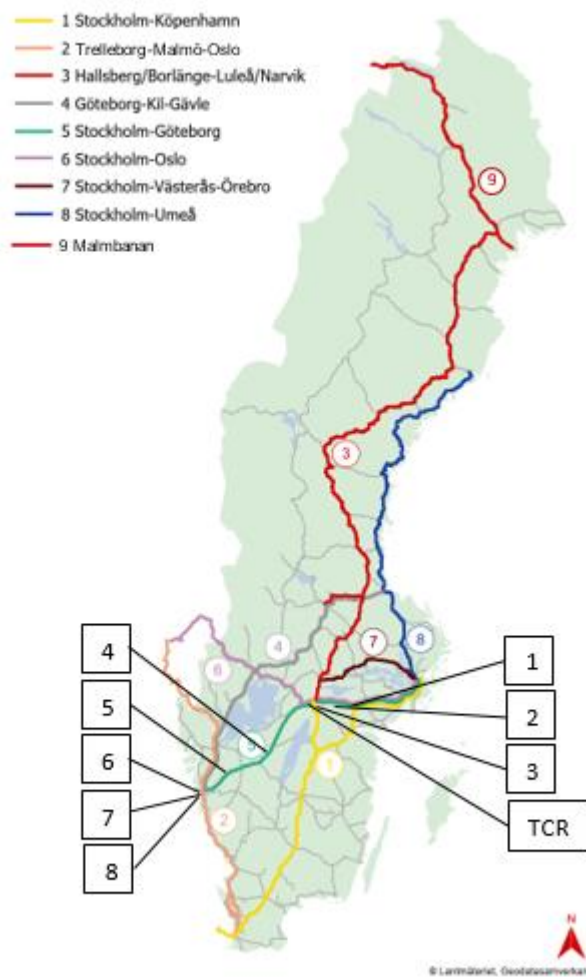 1 Stockholm-Köpenhamn
2 Trelleborg-Malmö-Oslo
3 Hallsberg/Borlänge-Luleå/Narvik
4 Göteborg-Kil-Gävle
5 Stockholm-Göteborg
6 Stockholm-Oslo
7 Stockholm-Västerås-Örebro
8 Stockholm-Umeå
9 Malmbanan
9
3
4
7
8
6
5
1
2
4
5
6
7
8
1
2
3
TCR
N
© Lantmäteriet, Geodatasamverkan